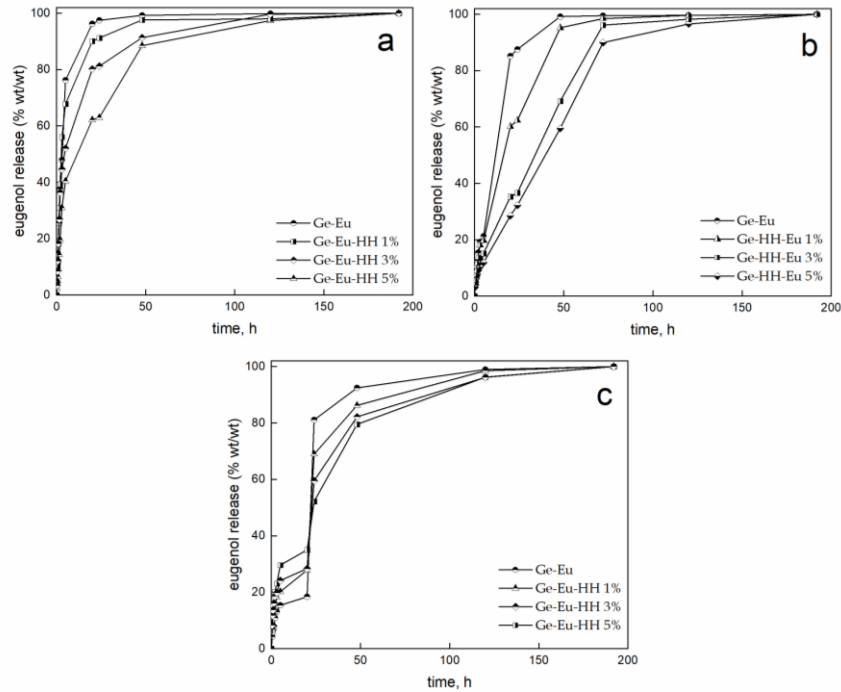 a
eugenol release (% wt/wt)
100
80
60
40
20
0
Ge-Eu
Ge-Eu-HH 1%
Ge-Eu-HH 3%
Ge-Eu-HH 5%
0 50 100 150 200
time, h
b
eugenol release (% wt/wt)
100
80
60
40
20
0
Ge-Eu
Ge-HH-Eu 1%
Ge-HH-Eu 3%
Ge-HH-Eu 5%
0 50 100 150 200
time, h
c
eugenol release (% wt/wt)
100
80
60
40
20
0
Ge-Eu
Ge-Eu-HH 1%
Ge-Eu-HH 3%
Ge-Eu-HH 5%
0 50 100 150 200
time, h